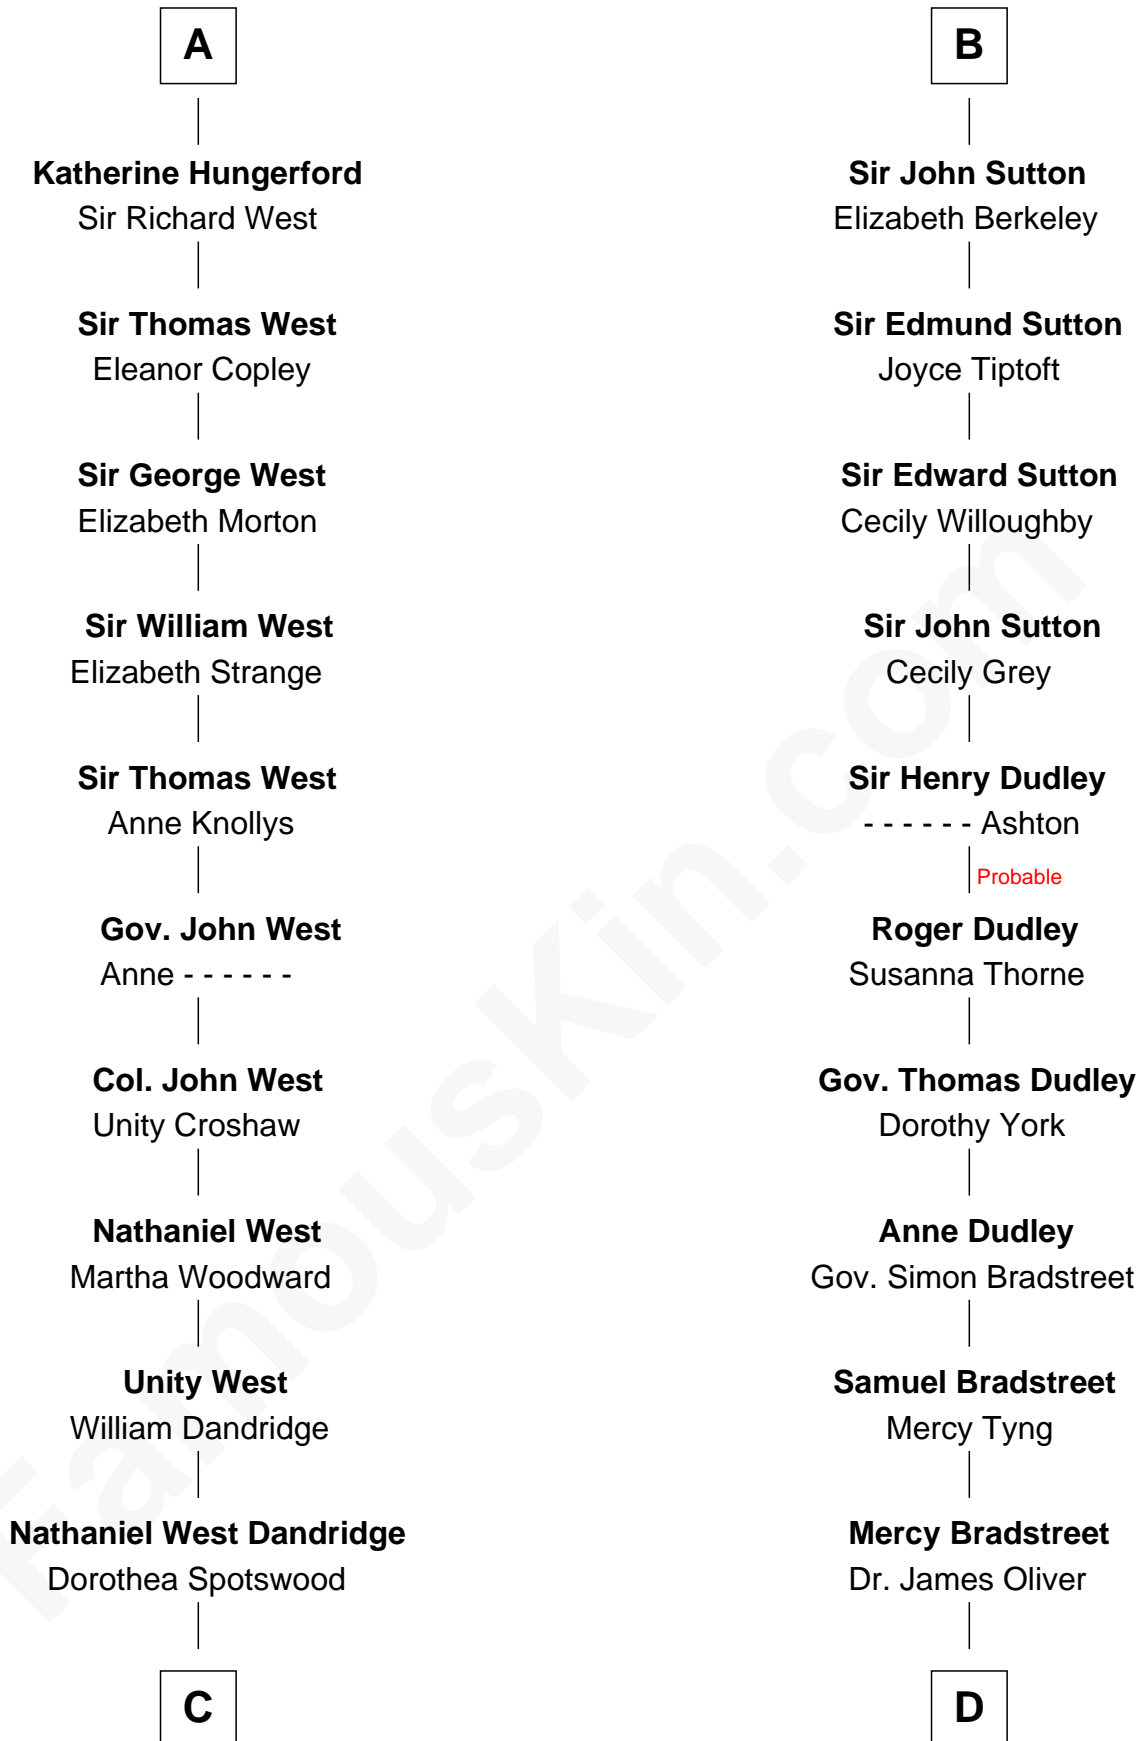 A
Katherine Hungerford
Sir Richard West
Sir Thomas West
Eleanor Copley
Sir George West
Elizabeth Morton
Sir William West
Elizabeth Strange
Sir Thomas West
Anne Knollys
Gov. John West
Anne - - - - - -
Col. John West
Unity Croshaw
Nathaniel West
Martha Woodward
Unity West
William Dandridge
Nathaniel West Dandridge
Dorothea Spotswood
C
B
Sir John Sutton
Elizabeth Berkeley
Sir Edmund Sutton
Joyce Tiptoft
Sir Edward Sutton
Cecily Willoughby
Sir John Sutton
Cecily Grey
Sir Henry Dudley
- - - - - - Ashton
Probable
Roger Dudley
Susanna Thorne
Gov. Thomas Dudley
Dorothy York
Anne Dudley
Gov. Simon Bradstreet
Samuel Bradstreet
Mercy Tyng
Mercy Bradstreet
Dr. James Oliver
D
FamousKin.com